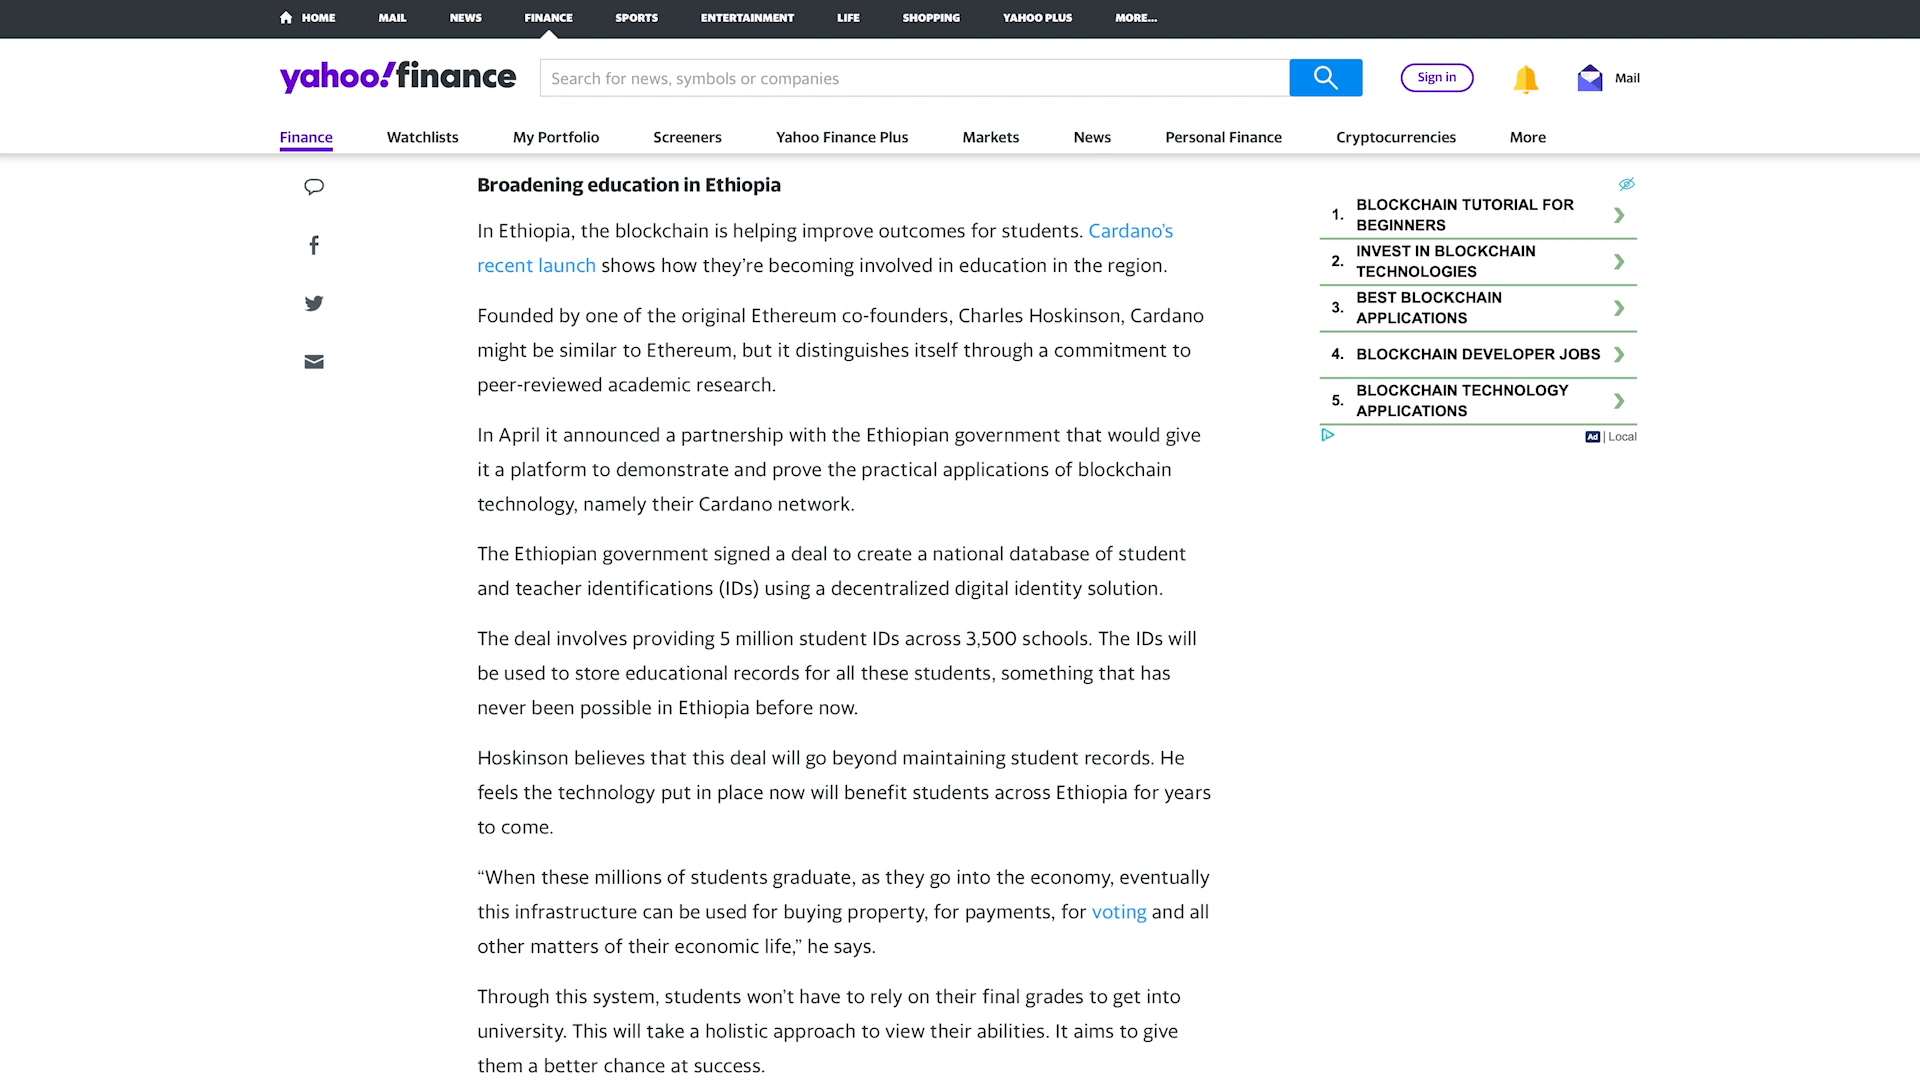 HOME MAIL NEWS FINANCE SPORTS ENTERTAINMENT LIFE SHOPPING YAHOO PLUS MORE...
yahoo!finance
Search for news, symbols or companies
Sign in
Mail
Finance Watchlists My Portfolio Screeners Yahoo Finance Plus Markets News Personal Finance Cryptocurrencies More
Broadening education in Ethiopia
In Ethiopia, the blockchain is helping improve outcomes for students. Cardano’s
recent launch shows how they’re becoming involved in education in the region.
Founded by one of the original Ethereum co-founders, Charles Hoskinson, Cardano
might be similar to Ethereum, but it distinguishes itself through a commitment to
peer-reviewed academic research.
In April it announced a partnership with the Ethiopian government that would give
it a platform to demonstrate and prove the practical applications of blockchain
technology, namely their Cardano network.
The Ethiopian government signed a deal to create a national database of student
and teacher identifications (IDs) using a decentralized digital identity solution.
The deal involves providing 5 million student IDs across 3,500 schools. The IDs will
be used to store educational records for all these students, something that has
never been possible in Ethiopia before now.
Hoskinson believes that this deal will go beyond maintaining student records. He
feels the technology put in place now will benefit students across Ethiopia for years
to come.
“When these millions of students graduate, as they go into the economy, eventually
this infrastructure can be used for buying property, for payments, for voting and all
other matters of their economic life,” he says.
Through this system, students won’t have to rely on their final grades to get into
university. This will take a holistic approach to view their abilities. It aims to give
them a better chance at success.
1. BLOCKCHAIN TUTORIAL FOR
BEGINNERS
2. INVEST IN BLOCKCHAIN
TECHNOLOGIES
3. BEST BLOCKCHAIN
APPLICATIONS
4. BLOCKCHAIN DEVELOPER JOBS
5. BLOCKCHAIN TECHNOLOGY
APPLICATIONS
Ad | Local